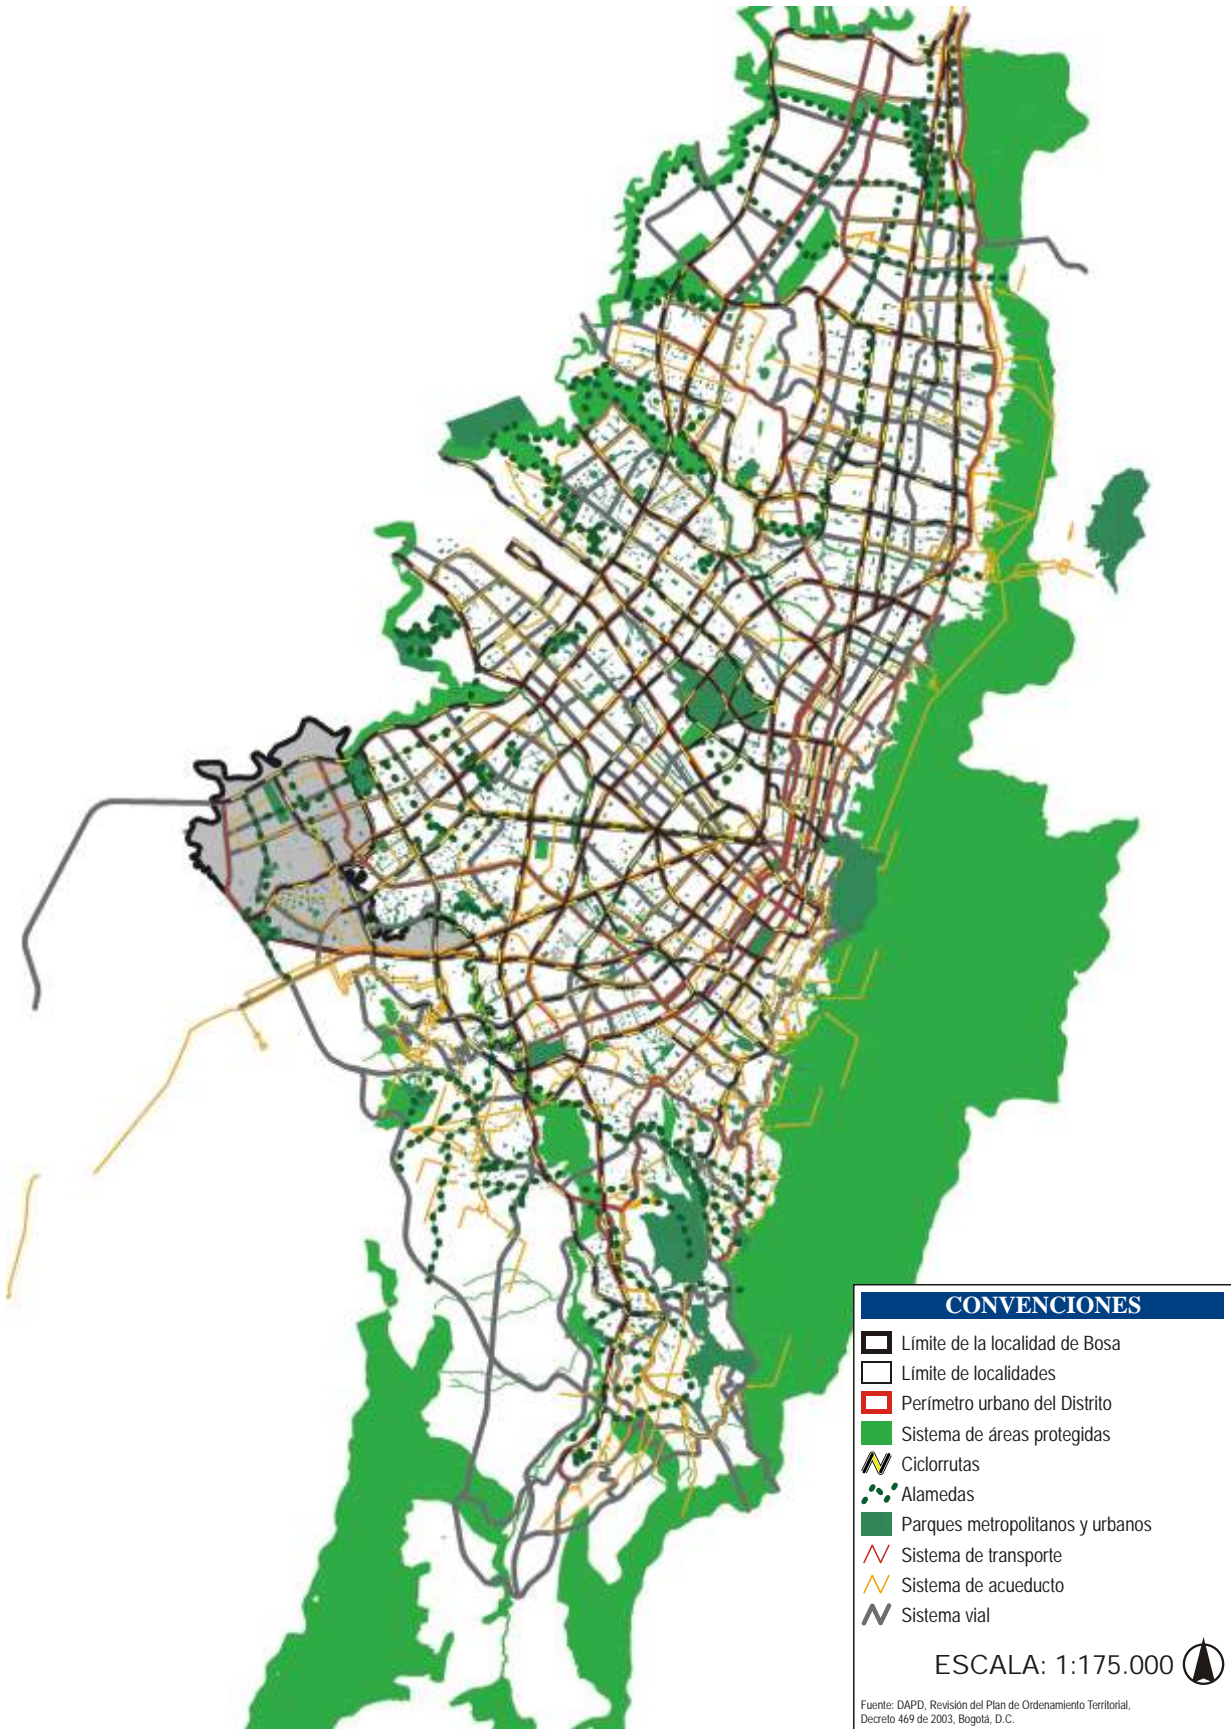 CONVENCIONES
Límite de la localidad de Bosa
Límite de localidades
Perímetro urbano del Distrito
Sistema de áreas protegidas
Ciclorrutas
Alamedas
Parques metropolitanos y urbanos
Sistema de transporte
Sistema de acueducto
Sistema vial
ESCALA: 1:175.000
Fuente: DAPD, Revisión del Plan de Ordenamiento Territorial,
Decreto 469 de 2003, Bogotá, D.C.